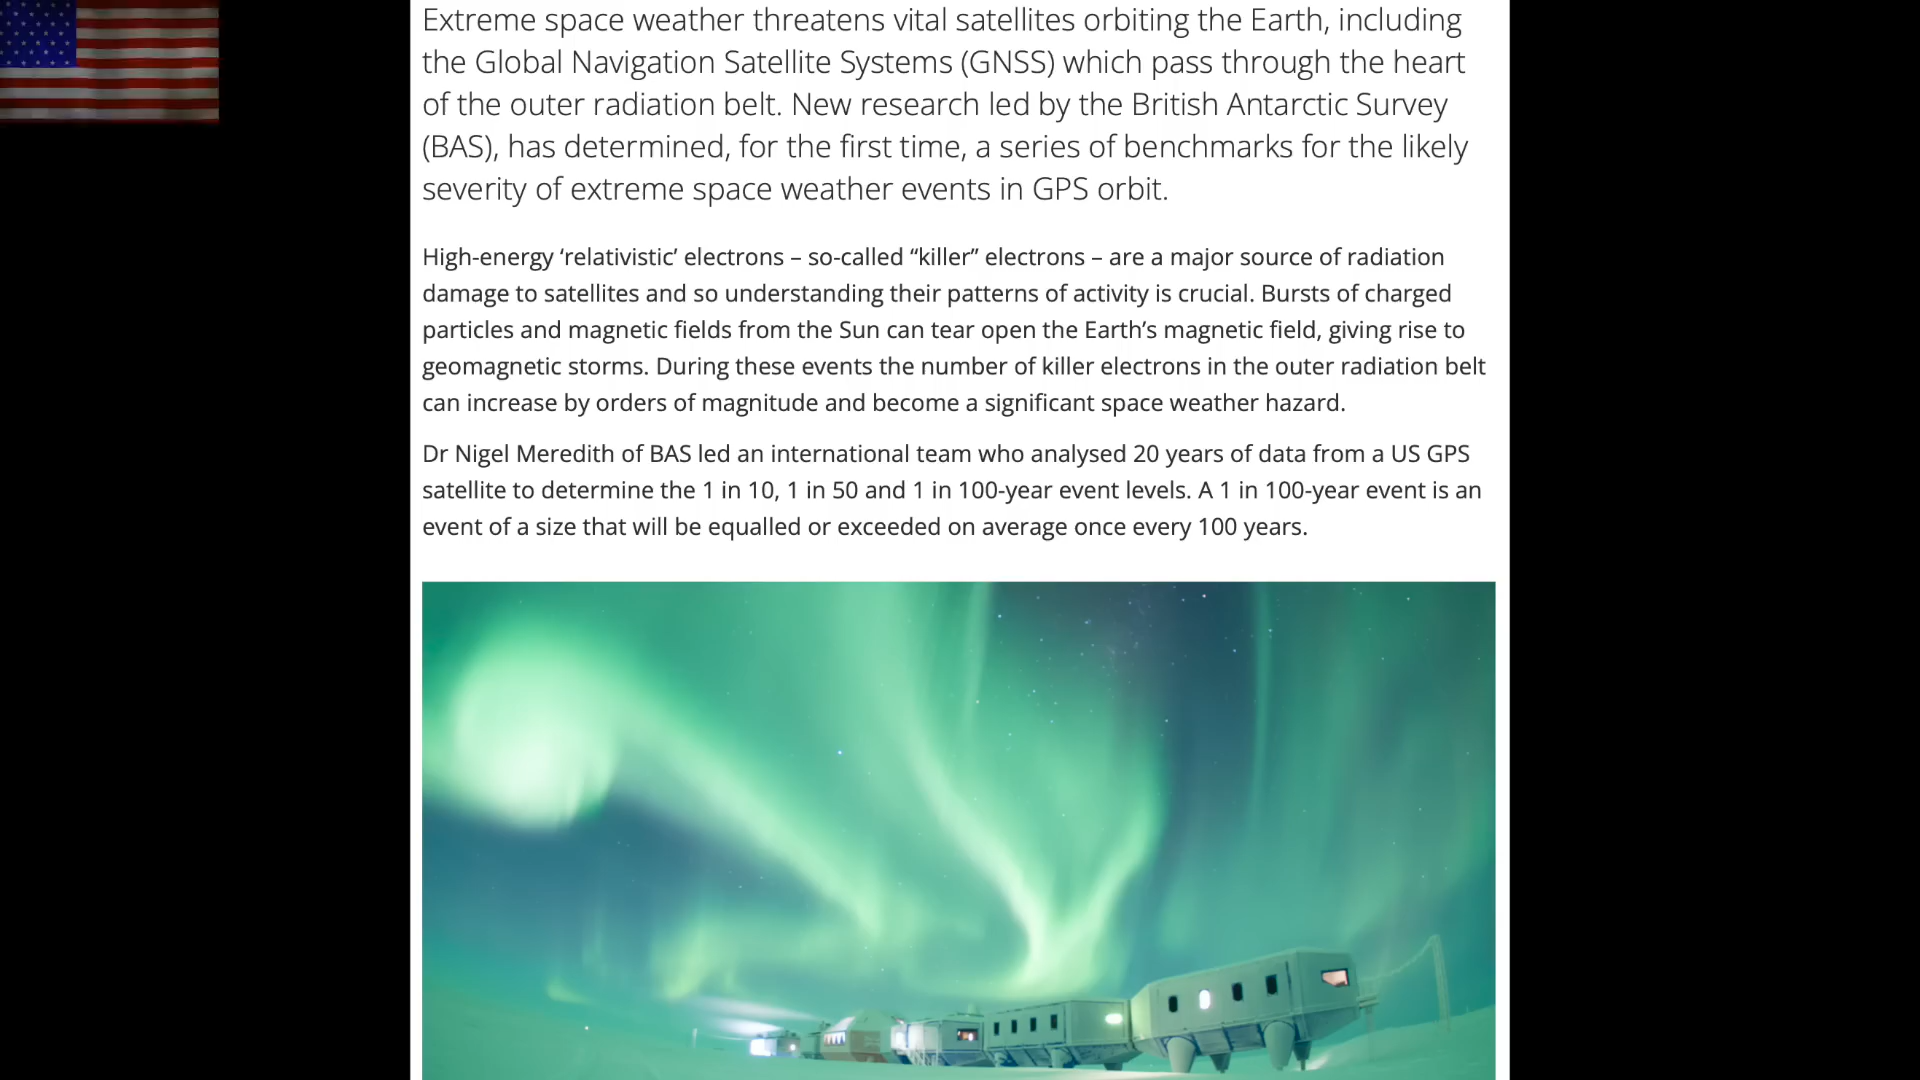 Extreme space weather threatens vital satellites orbiting the Earth, including
the Global Navigation Satellite Systems (GNSS) which pass through the heart
of the outer radiation belt. New research led by the British Antarctic Survey
(BAS), has determined, for the first time, a series of benchmarks for the likely
severity of extreme space weather events in GPS orbit.
High-energy ‘relativistic’ electrons – so-called “killer” electrons – are a major source of radiation
damage to satellites and so understanding their patterns of activity is crucial. Bursts of charged
particles and magnetic fields from the Sun can tear open the Earth’s magnetic field, giving rise to
geomagnetic storms. During these events the number of killer electrons in the outer radiation belt
can increase by orders of magnitude and become a significant space weather hazard.
Dr Nigel Meredith of BAS led an international team who analysed 20 years of data from a US GPS
satellite to determine the 1 in 10, 1 in 50 and 1 in 100-year event levels. A 1 in 100-year event is an
event of a size that will be equalled or exceeded on average once every 100 years.